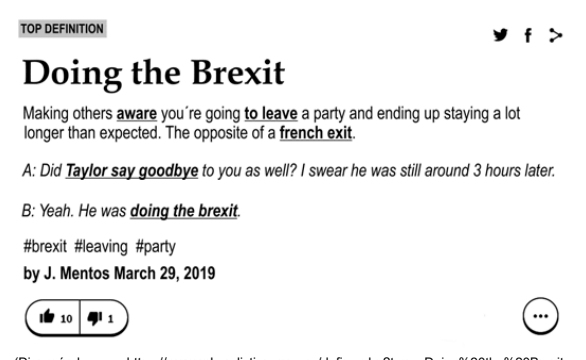 TOP DEFINITION
Doing the Brexit
Making others aware you´re going to leave a party and ending up staying a lot
longer than expected. The opposite of a french exit.
A: Did Taylor say goodbye to you as well? I swear he was still around 3 hours later.
B: Yeah. He was doing the brexit.
#brexit #leaving #party
by J. Mentos March 29, 2019
10 1